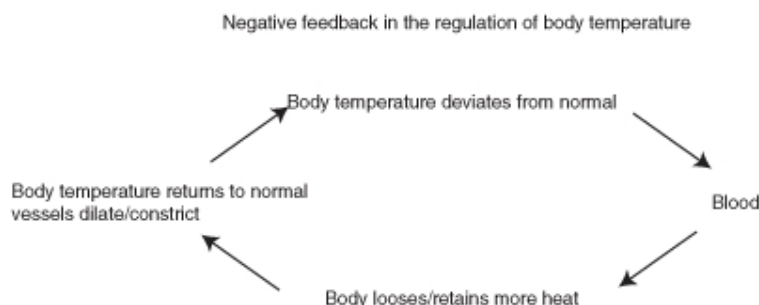 Negative feedback in the regulation of body temperature
Body temperature deviates from normal
Body temperature returns to normal
vessels dilate/constrict
Blood
Body looses/retains more heat